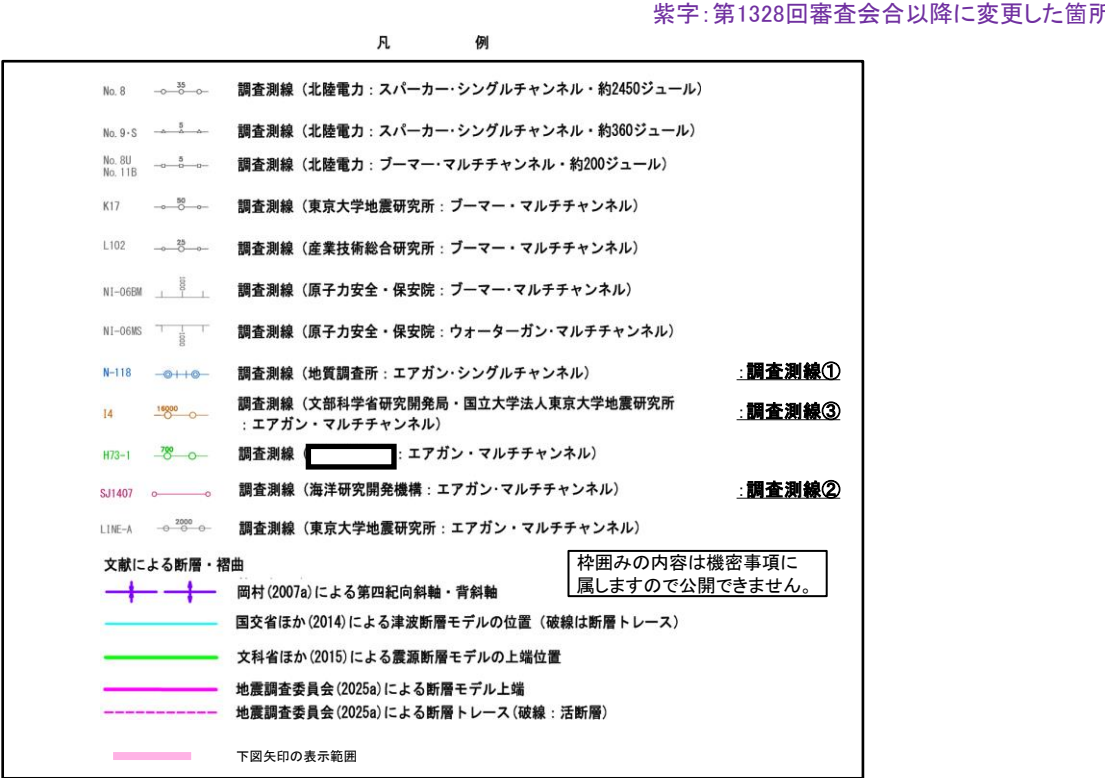 紫字：第1328回審査会合以降に変更した箇所
凡 例
No. 8 35 調査測線（北陸電力：スパーカー・シングルチャンネル・約2450ジュール）
No. 9・S 5 調査測線（北陸電力：スパーカー・シングルチャンネル・約360ジュール）
No. 8U 5 調査測線（北陸電力：ブーマー・マルチチャンネル・約200ジュール）
No. 11B
K17 50 調査測線（東京大学地震研究所：ブーマー・マルチチャンネル）
L102 25 調査測線（産業技術総合研究所：ブーマー・マルチチャンネル）
NI-06BM 1000 調査測線（原子力安全・保安院：ブーマー・マルチチャンネル）
NI-06WS 1000 調査測線（原子力安全・保安院：ウォーターガン・マルチチャンネル）
N-118 調査測線（地質調査所：エアガン・シングルチャンネル） :調査測線①
I4 16000 調査測線（文部科学省研究開発局・国立大学法人東京大学地震研究所 :調査測線③
：エアガン・マルチチャンネル）
H73-1 700 調査測線（ ：エアガン・マルチチャンネル）
SJ1407 調査測線（海洋研究開発機構：エアガン・マルチチャンネル） :調査測線②
LINE-A 2000 調査測線（東京大学地震研究所：エアガン・マルチチャンネル）
文献による断層・褶曲
枠囲みの内容は機密事項に
属しますので公開できません。
岡村(2007a)による第四紀向斜軸・背斜軸
国交省ほか(2014)による津波断層モデルの位置（破線は断層トレース）
文科省ほか(2015)による震源断層モデルの上端位置
地震調査委員会(2025a)による断層モデル上端
地震調査委員会(2025a)による断層トレース(破線：活断層)
下図矢印の表示範囲